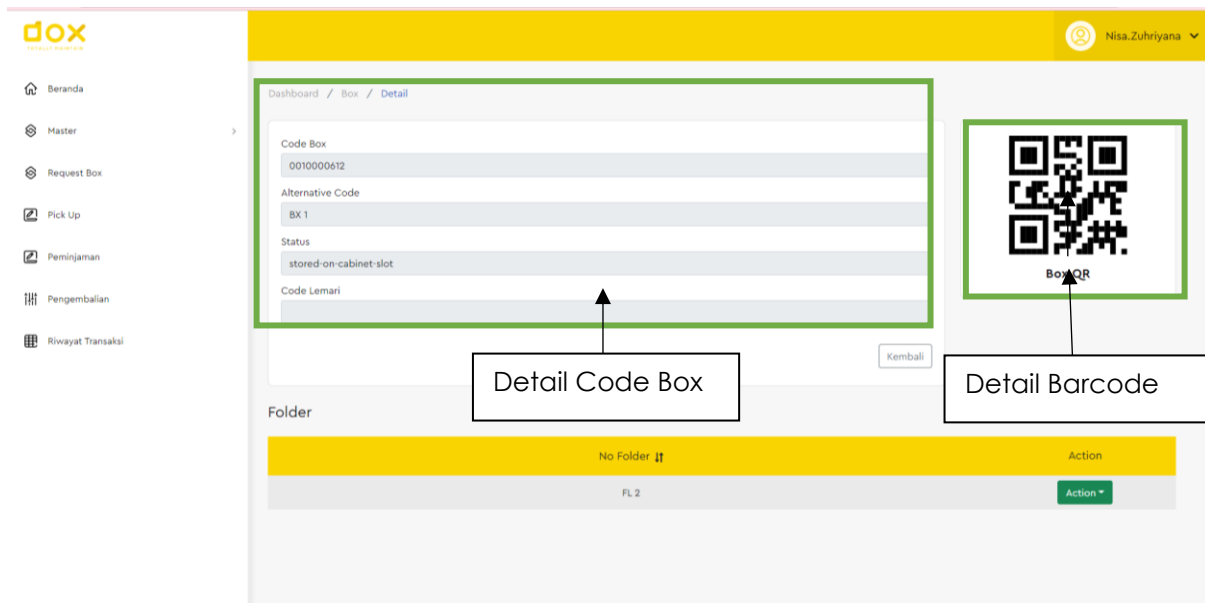 dox
Nisa.Zuhriyana
Beranda
Master
Request Box
Pick Up
Peminjaman
Pengembalian
Riwayat Transaksi
Dashboard / Box / Detail
Code Box
0010000612
Alternative Code
BX 1
Status
stored-on-cabinet-slot
Code Lemari
Kembali
Box QR
Detail Code Box
Detail Barcode
Folder
No Folder
Action
FL 2
Action